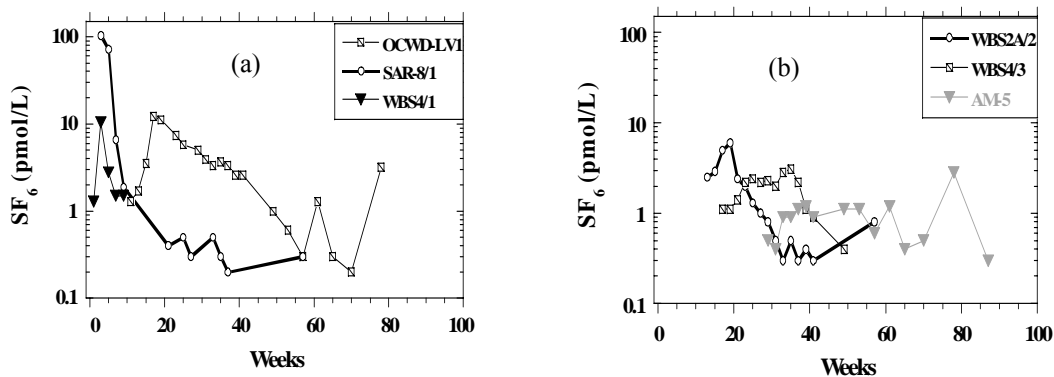 (a)
OCWD-LV1
SAR-8/1
WBS4/1
SF6 (pmol/L)
100
10
1
0.1
0 20 40 60 80 100
Weeks
(b)
WBS2A/2
WBS4/3
AM-5
SF6 (pmol/L)
100
10
1
0.1
0 20 40 60 80 100
Weeks